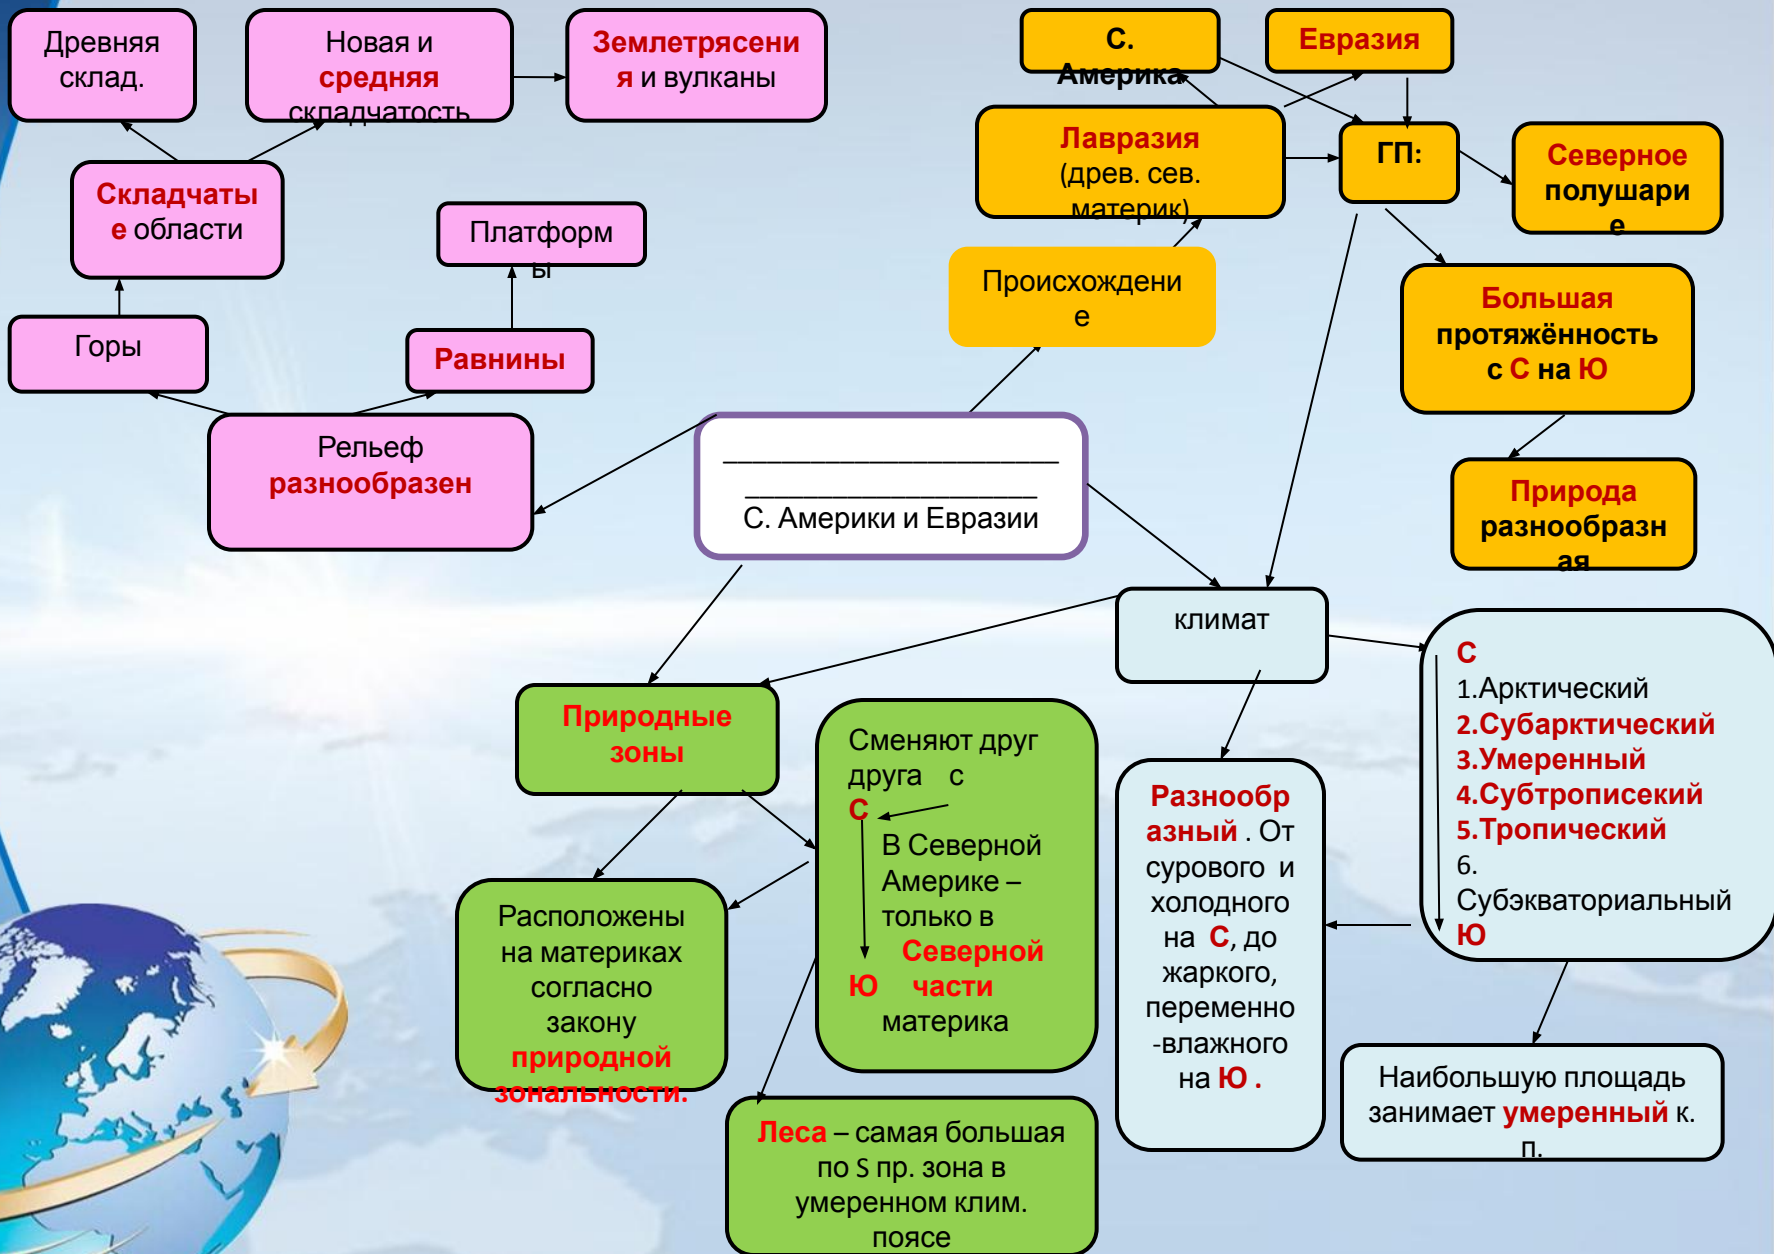 Древняя
склад.
Новая и
средняя
складчатость
Землетрясени
я и вулканы
Складчаты
е области
Платформ
ы
Горы
Равнины
Рельеф
разнообразен
С.
Америка
Евразия
Лавразия
(древ. сев.
материк)
ГП:
Северное
полушари
е
Происхождени
е
Большая
протяжённость
с С на Ю
Природа
разнообразн
ая
_______________________
____________________
С. Америки и Евразии
климат
С
1.Арктический
2.Субарктический
3.Умеренный
4.Субтрописекий
5.Тропический
6.
Субэкваториальный
Ю
Природные
зоны
Сменяют друг
друга с
С
В Северной
Америке –
только в
Северной
Ю части
материка
Разнообр
азный . От
сурового и
холодного
на С, до
жаркого,
переменно
-влажного
на Ю .
Расположены
на материках
согласно
закону
природной
зональности.
Наибольшую площадь
занимает умеренный к.
п.
Леса – самая большая
по S пр. зона в
умеренном клим.
поясе